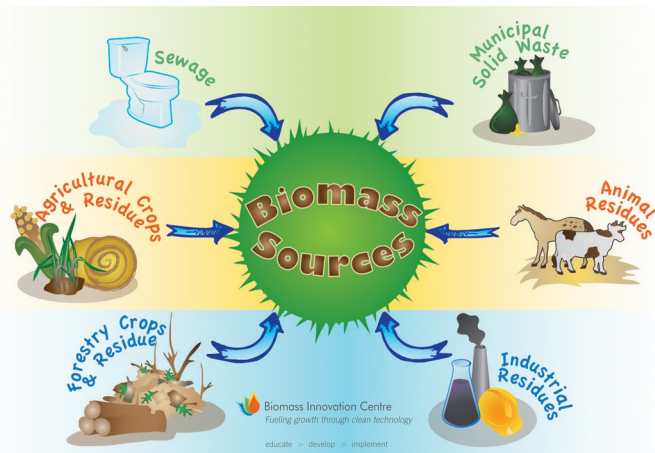 Sewage
Municipal
Solid Waste
Agricultural Crops
& Residue
Biomass
Sources
Animal
Residues
Forestry Crops
& Residue
Industrial
Residues
Biomass Innovation Centre
Fueling growth through clean technology
educate > develop > implement